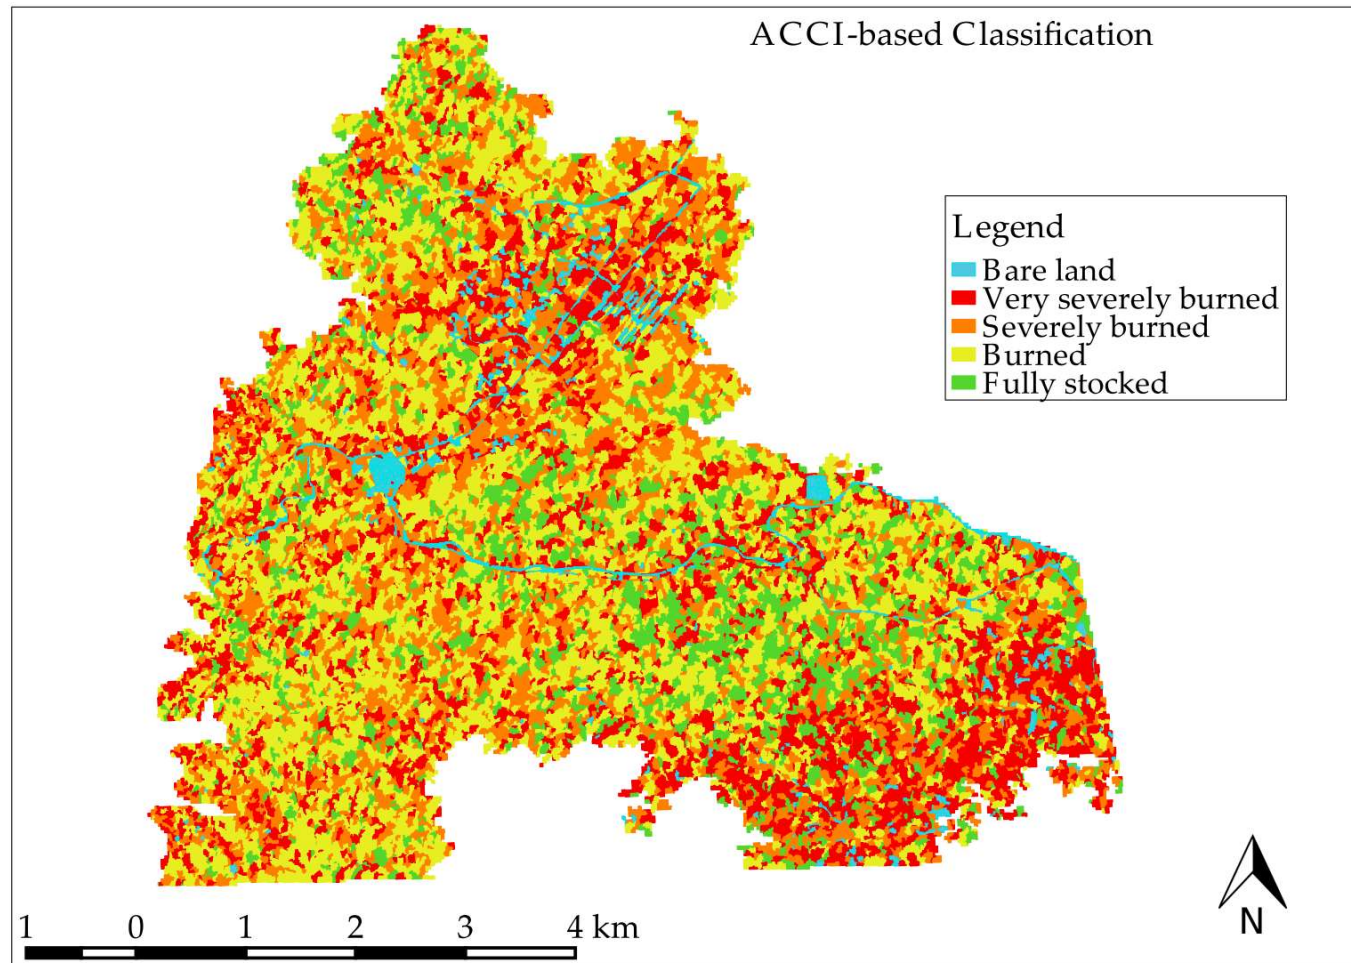 ACCI-based Classification
Legend
Bare land
Very severely burned
Severely burned
Burned
Fully stocked
1 0 1 2 3 4 km
N